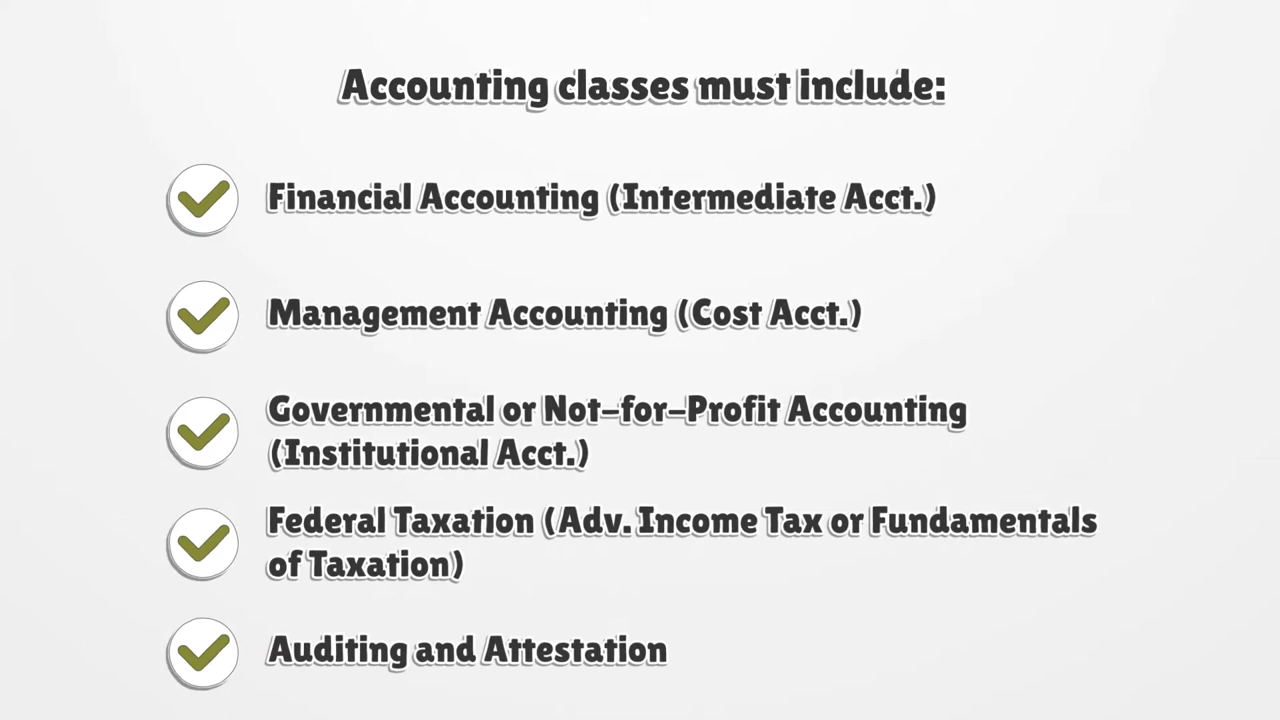 Accounting classes must include:
Financial Accounting (Intermediate Acct.)
Management Accounting (Cost Acct.)
Governmental or Not-for-Profit Accounting
(Institutional Acct.)
Federal Taxation (Adv. Income Tax or Fundamentals
of Taxation)
Auditing and Attestation